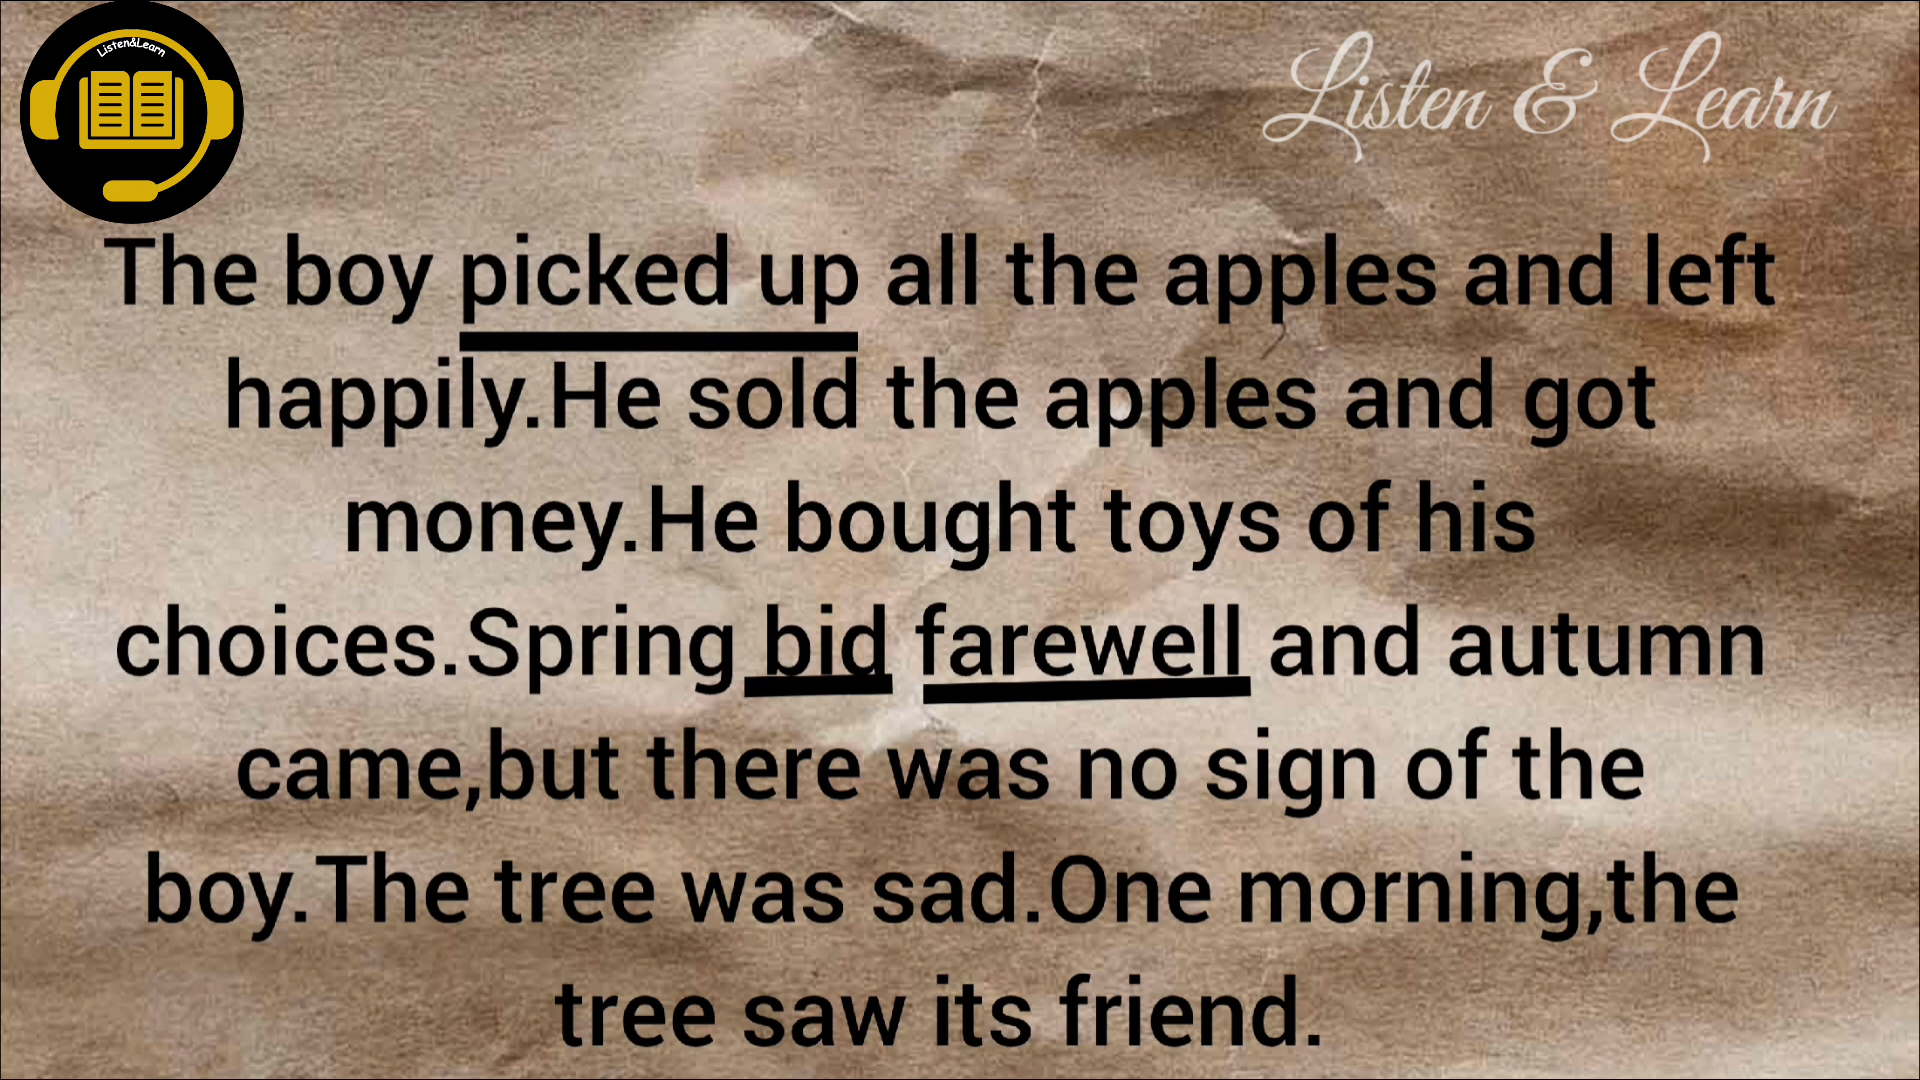 Listen&Learn
Listen & Learn
The boy picked up all the apples and left
happily.He sold the apples and got
money.He bought toys of his
choices.Spring bid farewell and autumn
came,but there was no sign of the
boy.The tree was sad.One morning,the
tree saw its friend.